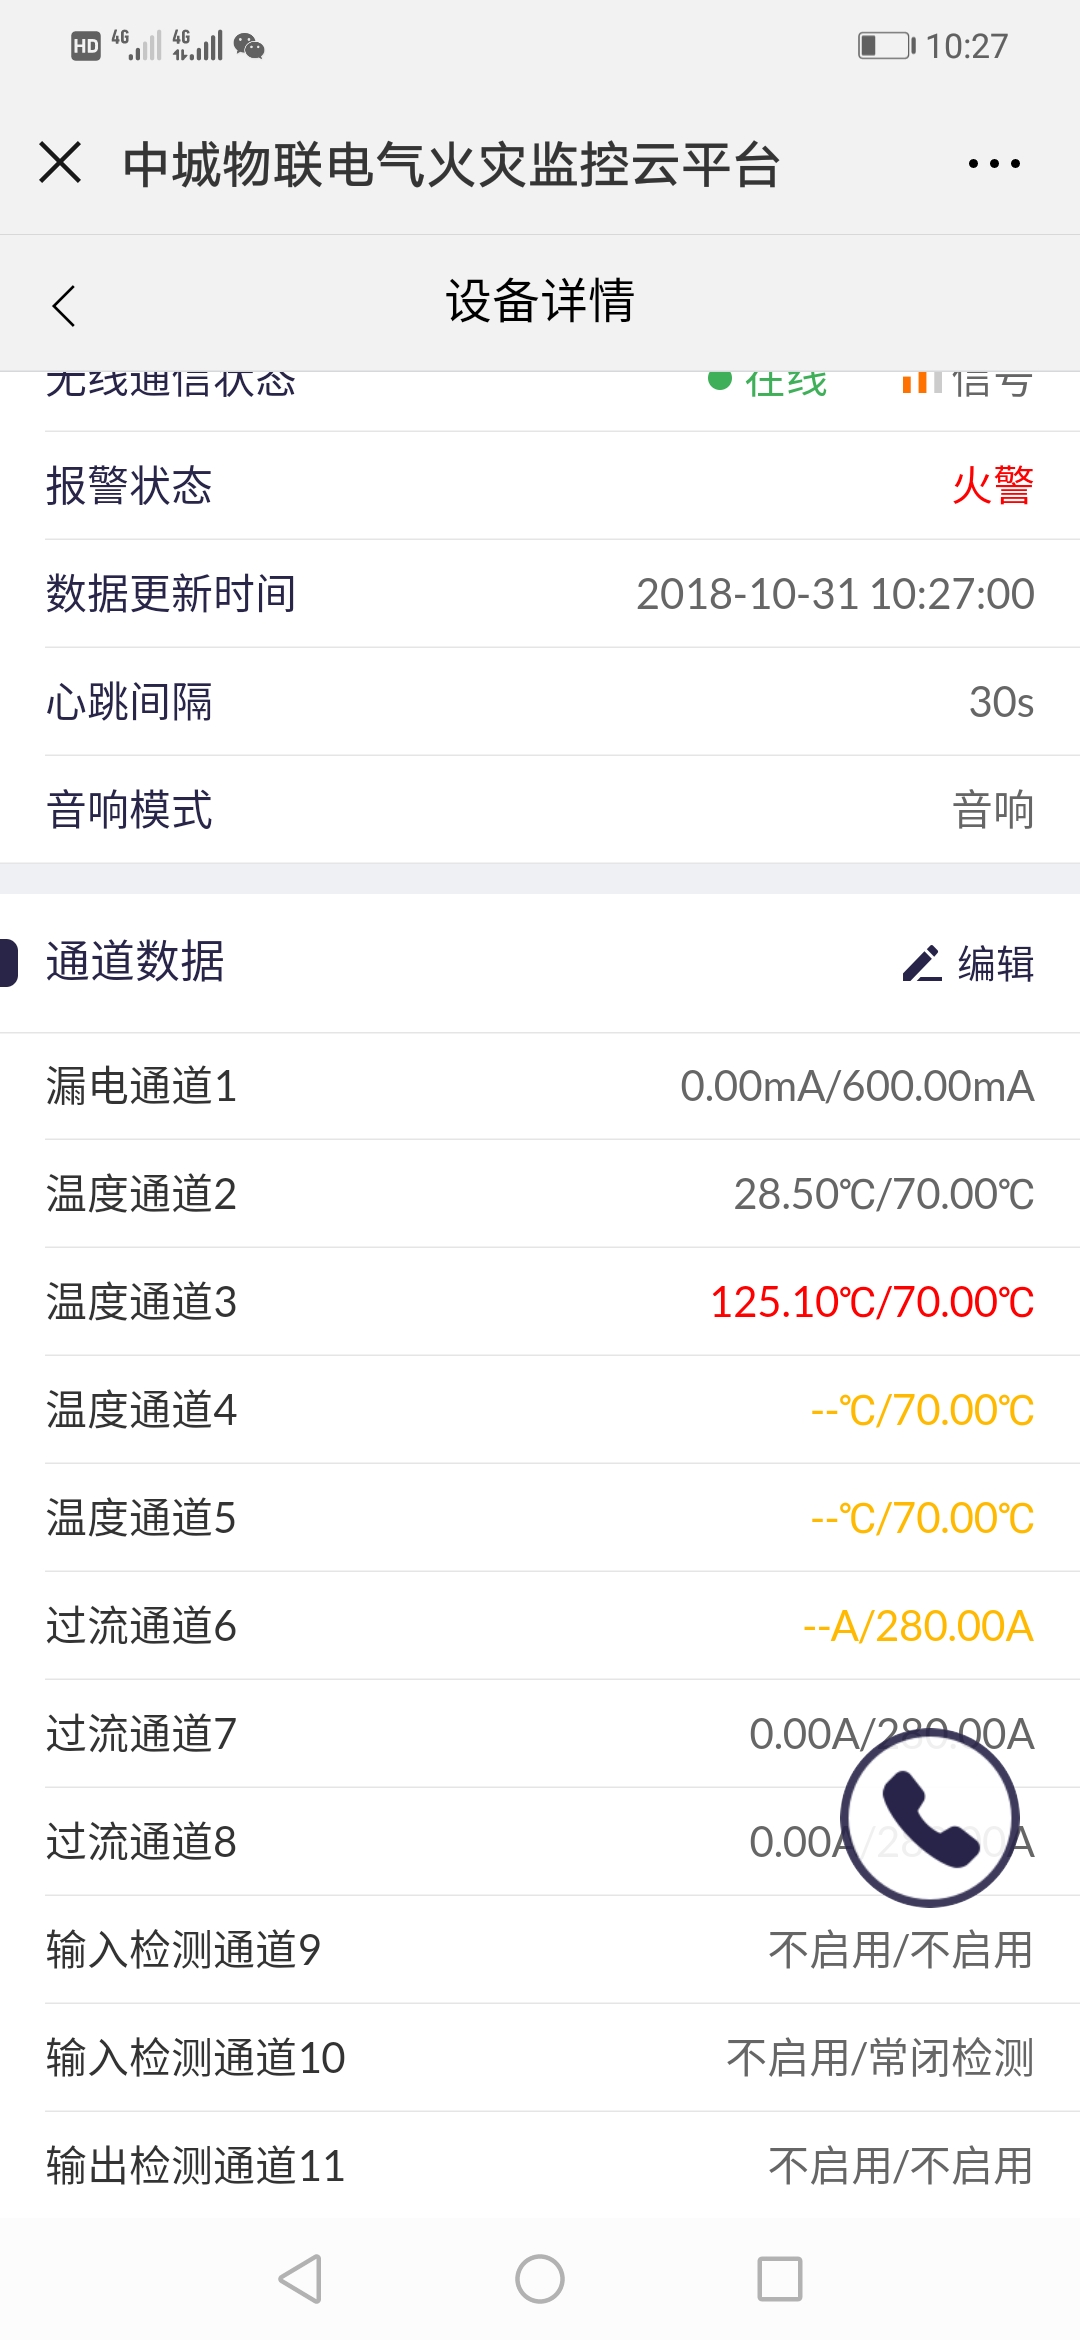 HD 4G 4G 10:27
中城物联电气火灾监控云平台
设备详情
无线通信状态 在线 信号
报警状态 火警
数据更新时间 2018-10-31 10:27:00
心跳间隔 30s
音响模式 音响
通道数据 编辑
漏电通道1 0.00mA/600.00mA
温度通道2 28.50℃/70.00℃
温度通道3 125.10℃/70.00℃
温度通道4 --℃/70.00℃
温度通道5 --℃/70.00℃
过流通道6 --A/280.00A
过流通道7 0.00A/280.00A
过流通道8 0.00A/280.00A
输入检测通道9 不启用/不启用
输入检测通道10 不启用/常闭检测
输出检测通道11 不启用/不启用